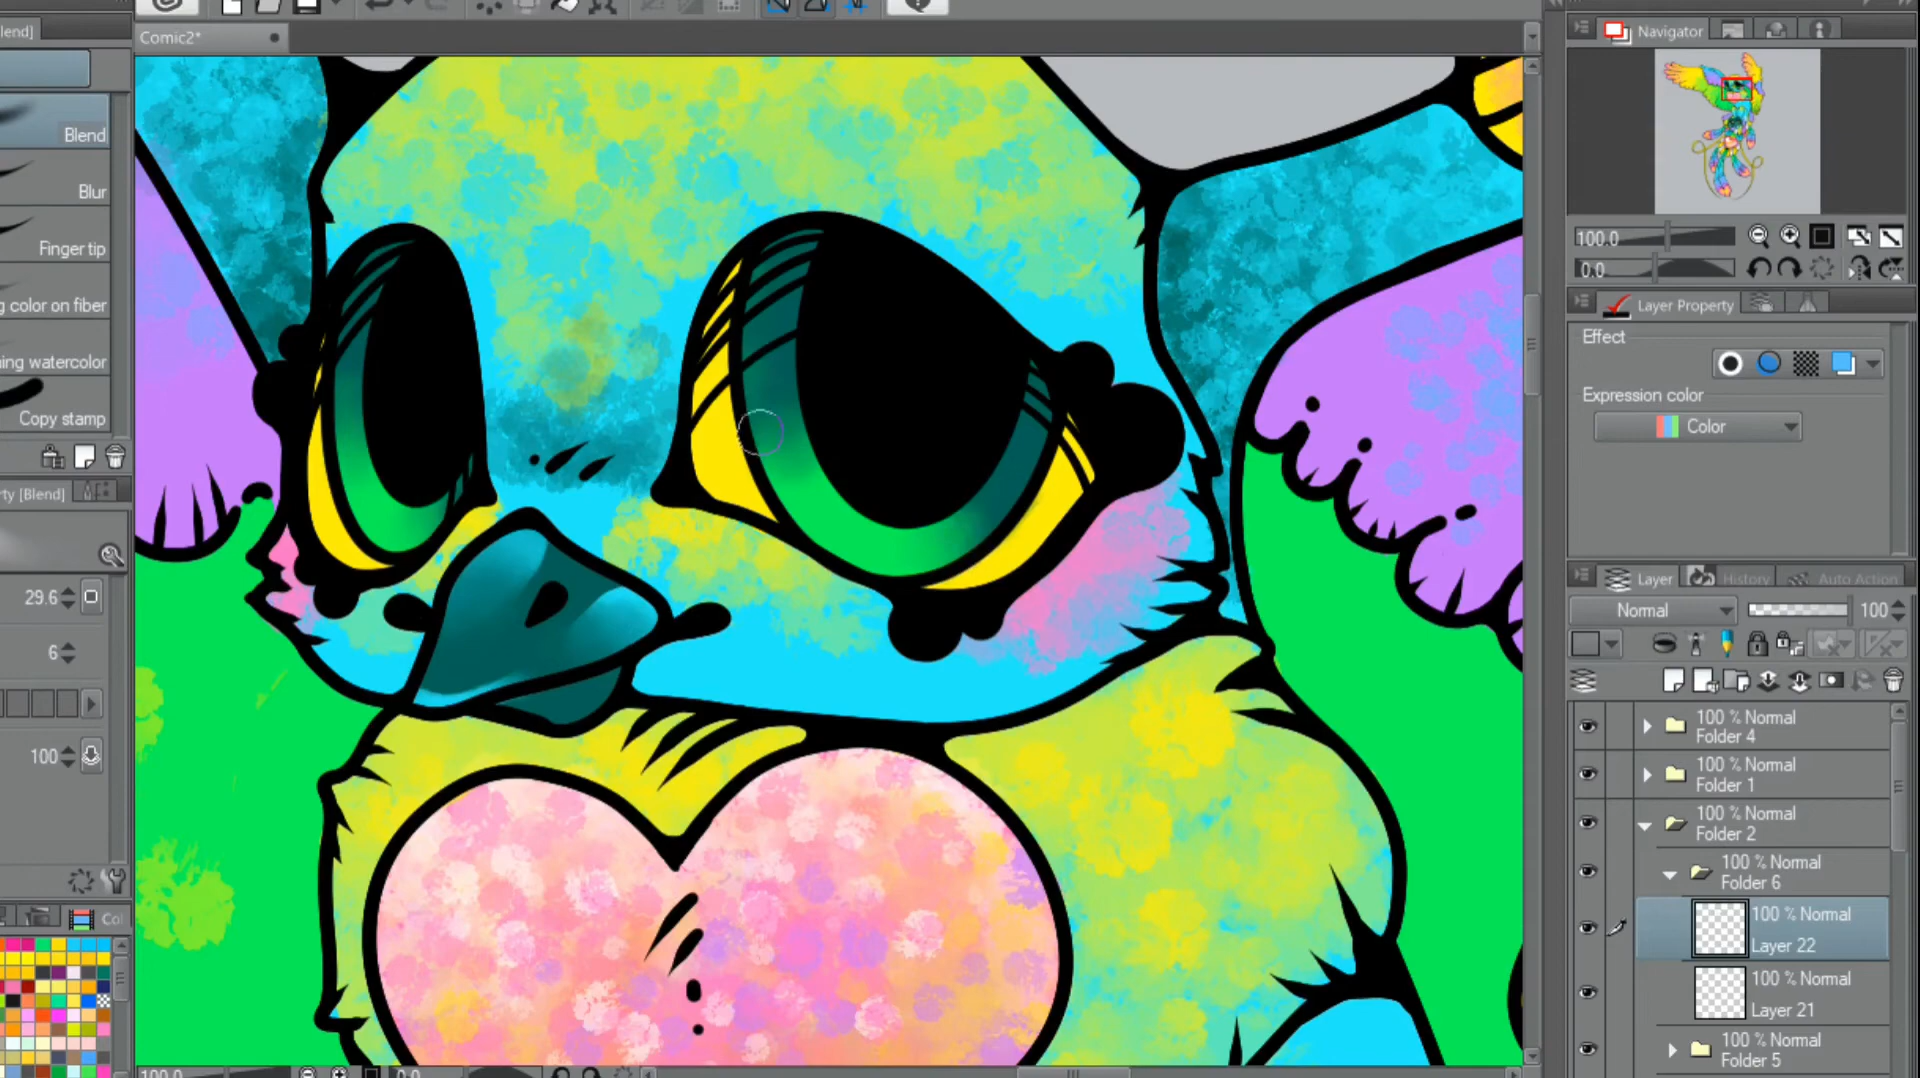 lend]
Comic2*
Navigator
Blend
Blur
Finger tip
g color on fiber
ning watercolor
Copy stamp
rty [Blend]
29.6
6
100
Co
100.0
0.0
100.0
0.0
Layer Property
Effect
Expression color
Color
Layer
History
Auto Action
Normal
100
100 % Normal
Folder 4
100 % Normal
Folder 1
100 % Normal
Folder 2
100 % Normal
Folder 6
100 % Normal
Layer 22
100 % Normal
Layer 21
100 % Normal
Folder 5